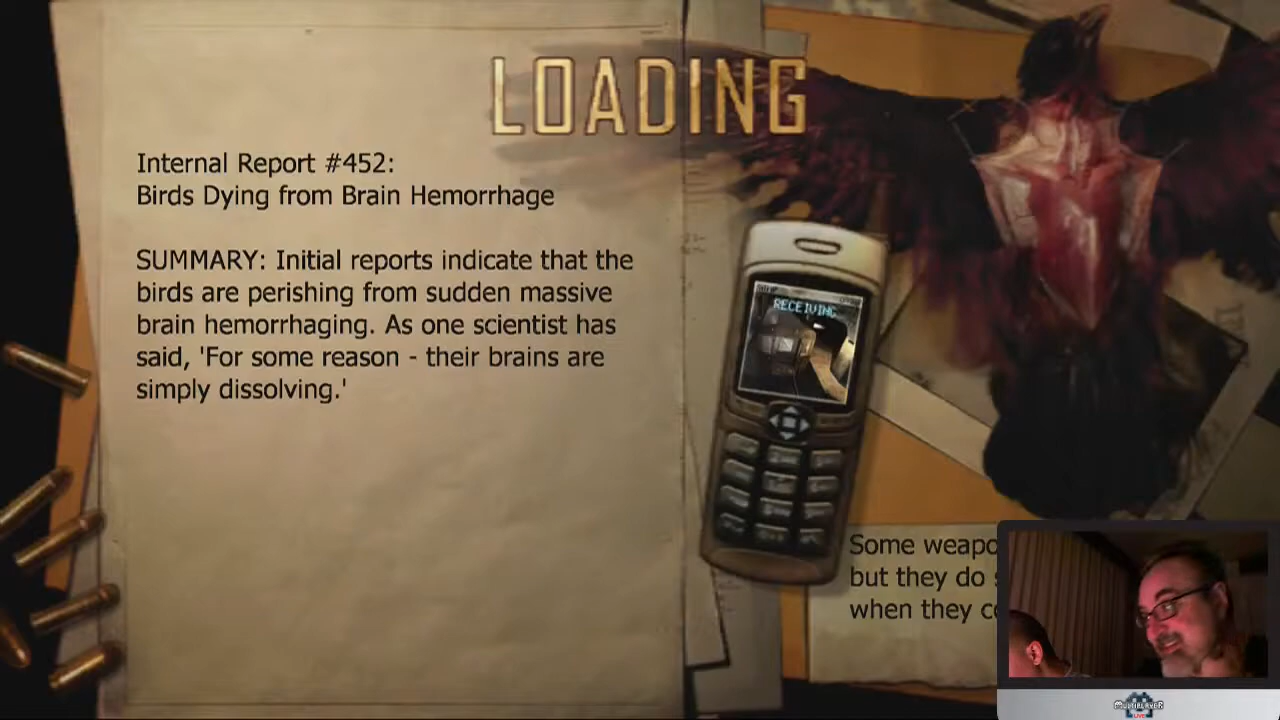 LOADING
Internal Report #452:
Birds Dying from Brain Hemorrhage
SUMMARY: Initial reports indicate that the
birds are perishing from sudden massive
brain hemorrhaging. As one scientist has
said, 'For some reason - their brains are
simply dissolving.'
RECEIVING
Some
but they do
when they
MULTIPLAYER
LIVE